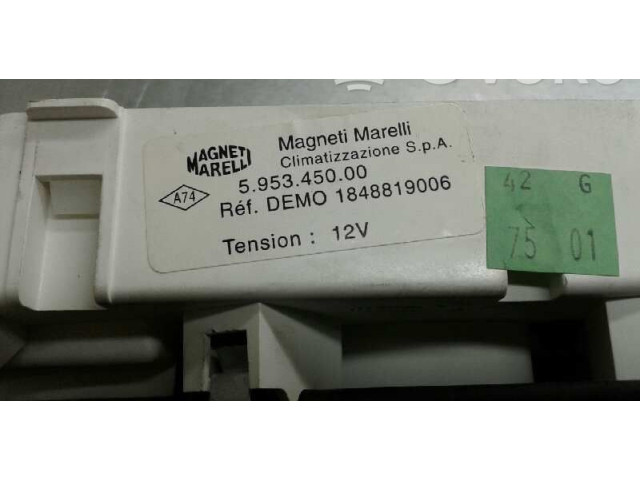 MAGNETI
MARELLI
Magneti Marelli
Climatizzazione S.p.A.
A74
5.953.450.00
Réf. DEMO 1848819006
Tension : 12V
42 G
75 01